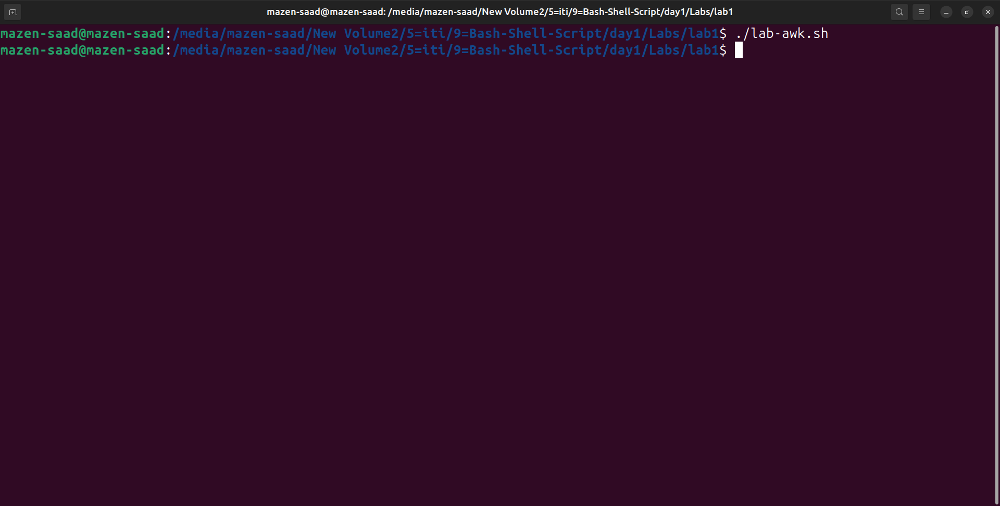 mazen-saad@mazen-saad: /media/mazen-saad/New Volume2/5=iti/9=Bash-Shell-Script/day1/Labs/lab1
mazen-saad@mazen-saad:/media/mazen-saad/New Volume2/5=iti/9=Bash-Shell-Script/day1/Labs/lab1$ ./lab-awk.sh
mazen-saad@mazen-saad:/media/mazen-saad/New Volume2/5=iti/9=Bash-Shell-Script/day1/Labs/lab1$